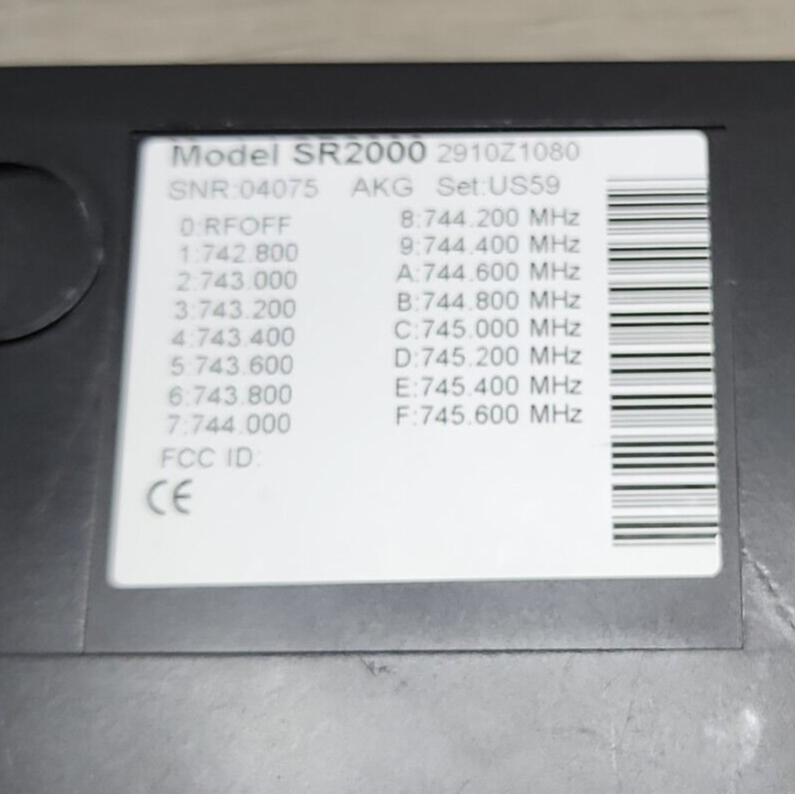 Model SR2000 2910Z1080
SNR:04075 AKG Set:US59
0:RFOFF 8:744.200 MHz
1:742.800 9:744.400 MHz
2:743.000 A:744.600 MHz
3:743.200 B:744.800 MHz
4:743.400 C:745.000 MHz
5:743.600 D:745.200 MHz
6:743.800 E:745.400 MHz
7:744.000 F:745.600 MHz
FCC ID:
CE